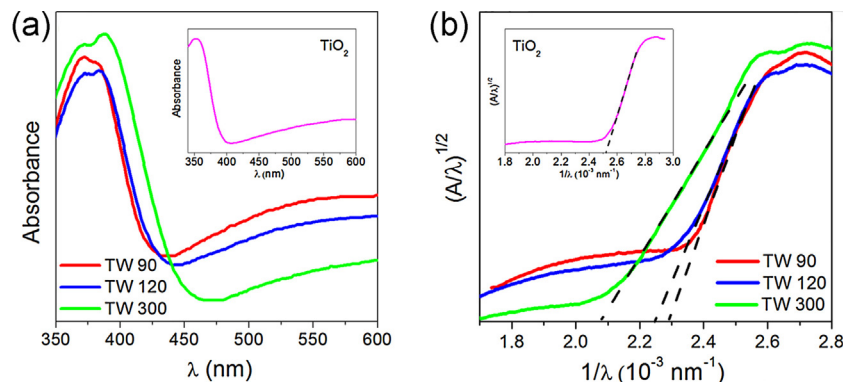 (a)
Absorbance
TiO2
Absorbance
350 400 450 500 550 600
λ (nm)
TW 90
TW 120
TW 300
350 400 450 500 550 600
λ (nm)
(b)
(A/λ)1/2
TiO2
(A/λ)1/2
1.8 2.0 2.2 2.4 2.6 2.8 3.0
1/λ (10-3 nm-1)
TW 90
TW 120
TW 300
1.8 2.0 2.2 2.4 2.6 2.8
1/λ (10-3 nm-1)